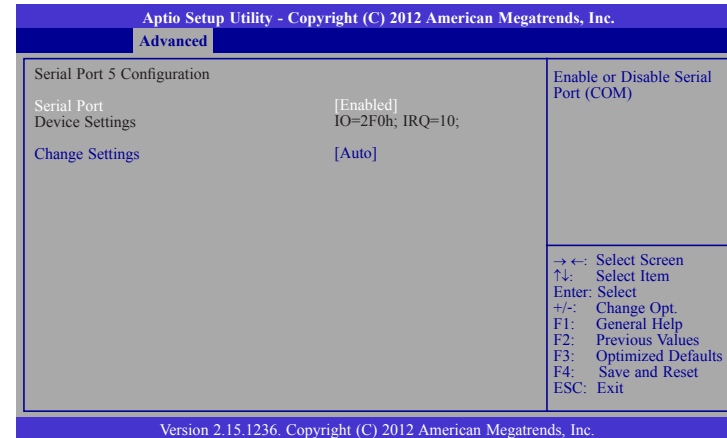 Aptio Setup Utility - Copyright (C) 2012 American Megatrends, Inc.
Advanced
Serial Port 5 Configuration
Serial Port [Enabled]
Device Settings IO=2F0h; IRQ=10;
Change Settings [Auto]
Enable or Disable Serial
Port (COM)
→←: Select Screen
↑↓: Select Item
Enter: Select
+/-: Change Opt.
F1: General Help
F2: Previous Values
F3: Optimized Defaults
F4: Save and Reset
ESC: Exit
Version 2.15.1236. Copyright (C) 2012 American Megatrends, Inc.